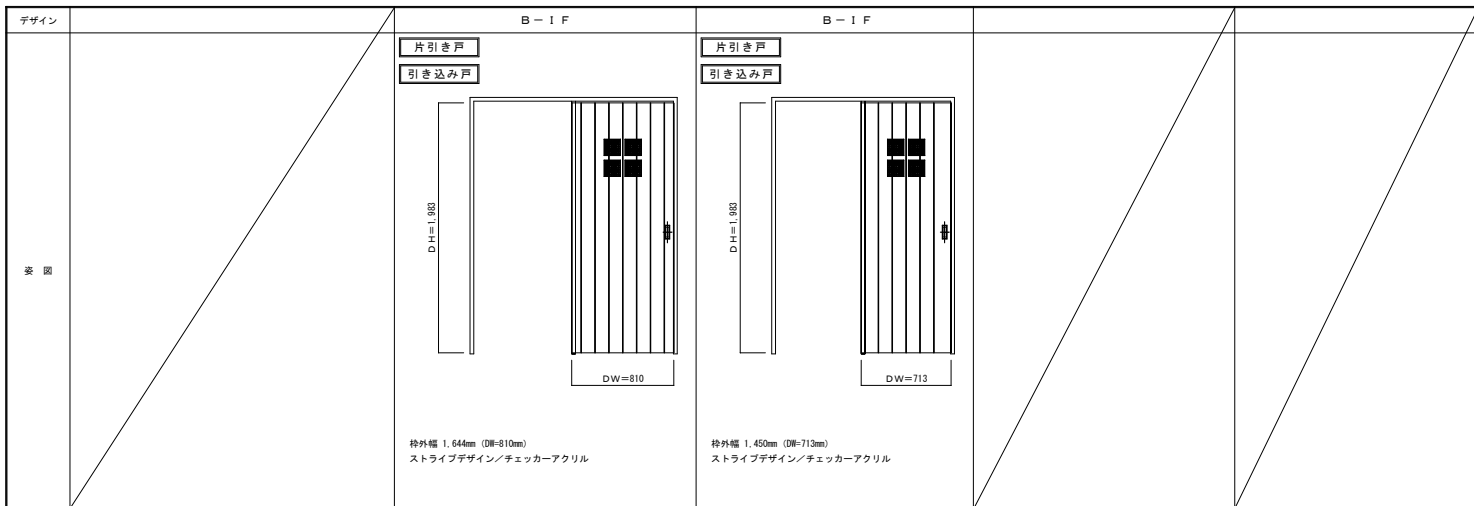 デザイン
B－IF
B－IF
姿 図
片引き戸
引き込み戸
DH＝1,983
DW＝810
枠外幅 1,644mm (DW=810mm)
ストライプデザイン／チェッカーアクリル
片引き戸
引き込み戸
DH＝1,983
DW＝713
枠外幅 1,450mm (DW=713mm)
ストライプデザイン／チェッカーアクリル